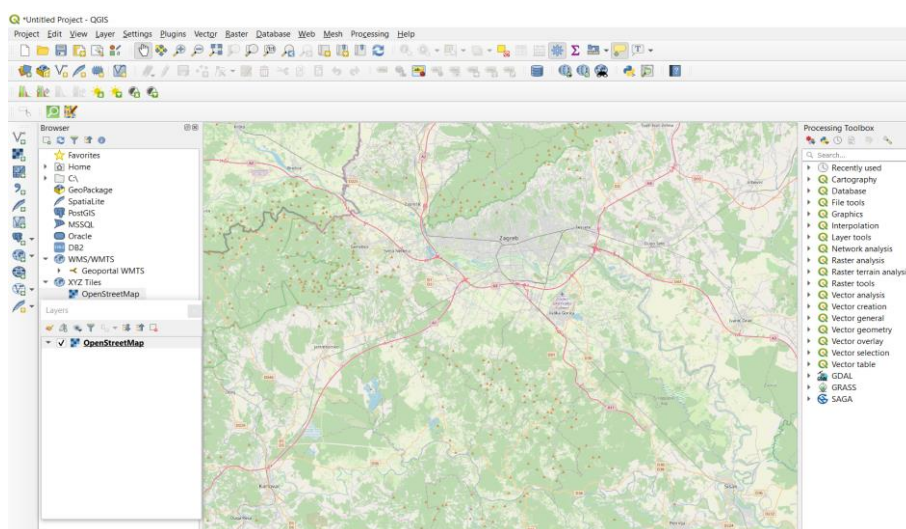 *Untitled Project - QGIS
Project Edit View Layer Settings Plugins Vector Raster Database Web Mesh Processing Help
Browser
Favorites
Home
C:\
GeoPackage
SpatiaLite
PostGIS
MSSQL
Oracle
DB2
WMS/WMTS
Geoportal WMTS
XYZ Tiles
OpenStreetMap
Layers
OpenStreetMap
Zagreb
Velika Gorica
Jastrebarsko
Karlovac
Sisak
Processing Toolbox
Search...
Recently used
Cartography
Database
File tools
Graphics
Interpolation
Layer tools
Network analysis
Raster analysis
Raster terrain analysi
Raster tools
Vector analysis
Vector creation
Vector general
Vector geometry
Vector overlay
Vector selection
Vector table
GDAL
GRASS
SAGA